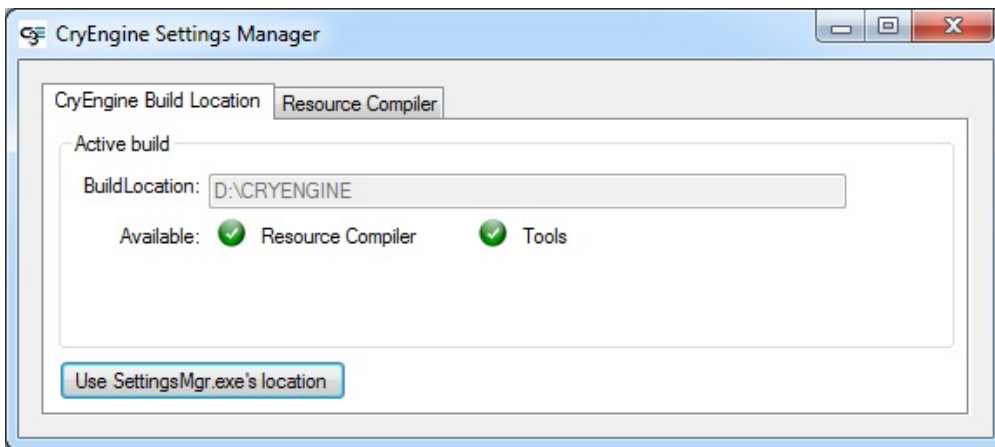 CryEngine Settings Manager
CryEngine Build Location Resource Compiler
Active build
BuildLocation: D:\CRYENGINE
Available: Resource Compiler Tools
Use SettingsMgr.exe's location